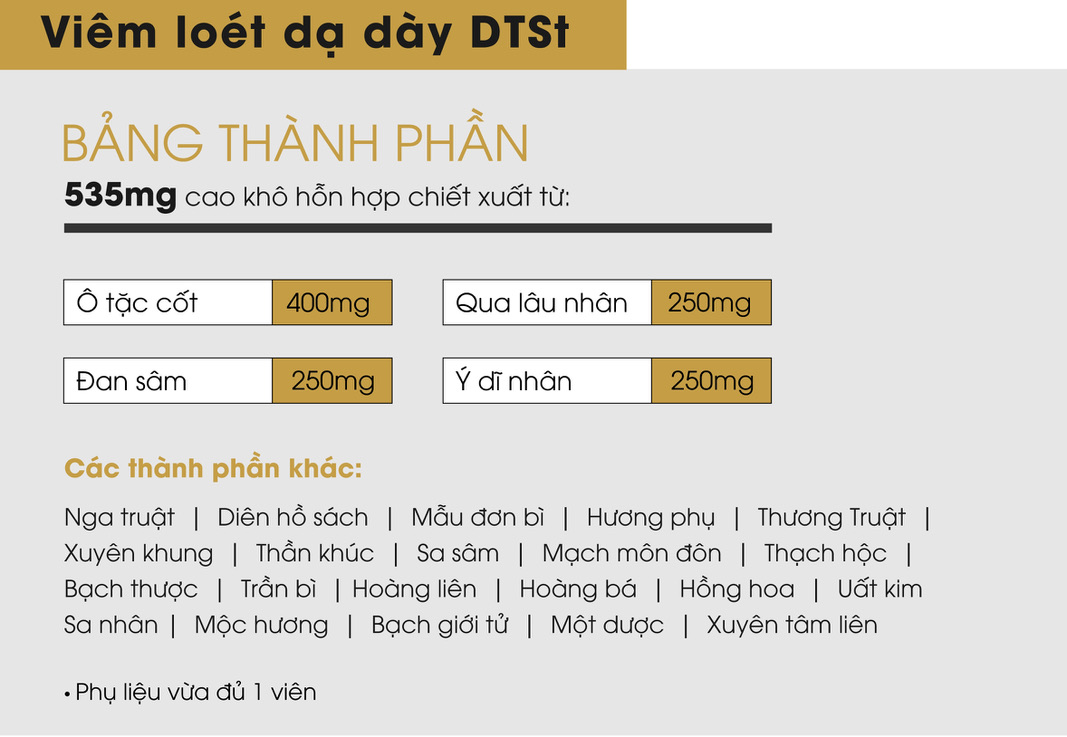 Viêm loét dạ dày DTSt
BẢNG THÀNH PHẦN
535mg cao khô hỗn hợp chiết xuất từ:
Ô tặc cốt 400mg Qua lâu nhân 250mg
Đan sâm 250mg Ý dĩ nhân 250mg
Các thành phần khác:
Nga truật | Diên hồ sách | Mẫu đơn bì | Hương phụ | Thương Truật |
Xuyên khung | Thần khúc | Sa sâm | Mạch môn đôn | Thạch hộc |
Bạch thược | Trần bì | Hoàng liên | Hoàng bá | Hồng hoa | Uất kim
Sa nhân | Mộc hương | Bạch giới tử | Một dược | Xuyên tâm liên
• Phụ liệu vừa đủ 1 viên